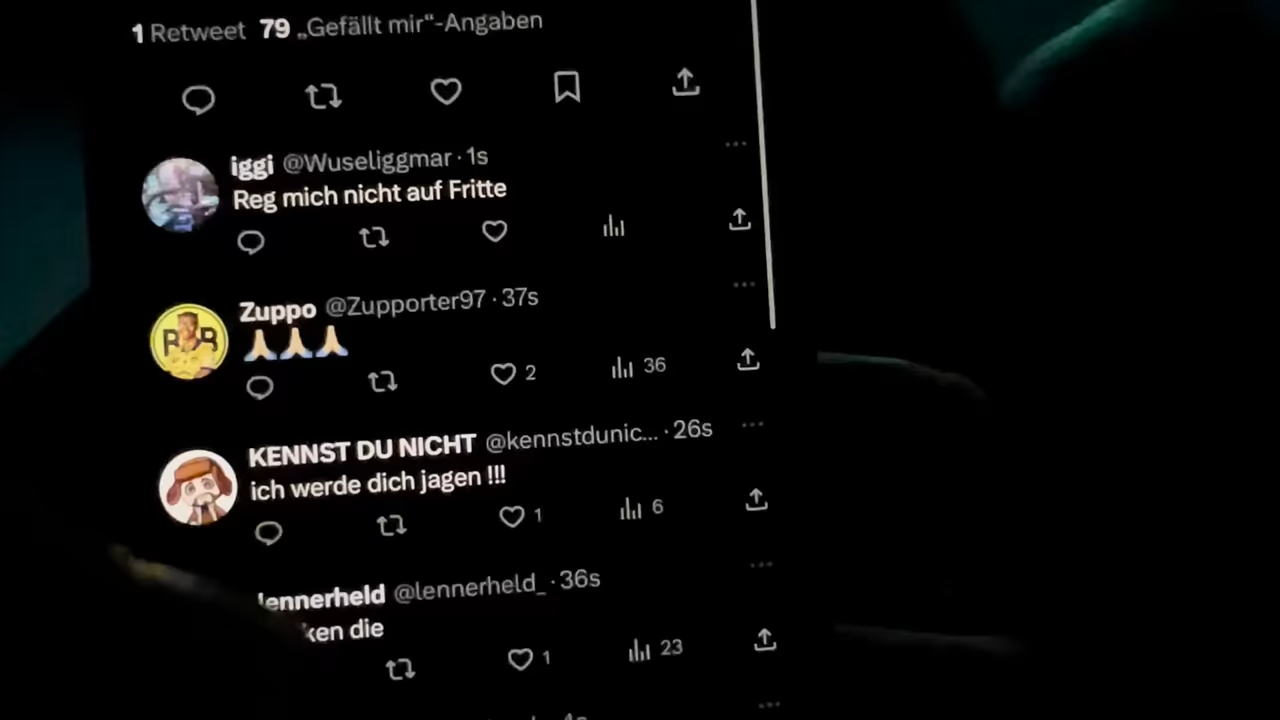 1 Retweet 79 „Gefällt mir“-Angaben
iggi @Wuseliggmar · 1s
Reg mich nicht auf Fritte
Zuppo @Zupporter97 · 37s
🙏🏼🙏🏼🙏🏼
2 36
KENNST DU NICHT @kennstdunic... · 26s
ich werde dich jagen !!!
1 6
lennerheld @lennerheld_ · 36s
die
1 23